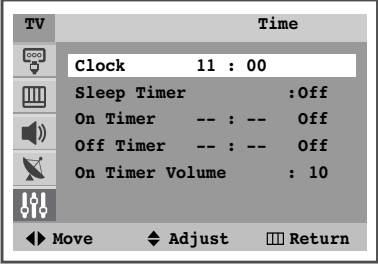 TV Time
Clock 11 : 00
Sleep Timer :Off
On Timer -- : -- Off
Off Timer -- : -- Off
On Timer Volume : 10
Move Adjust Return